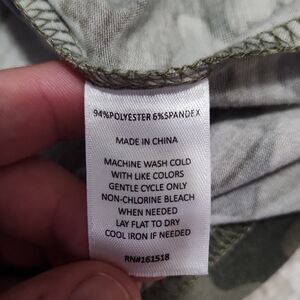 94%POLYESTER 6%SPANDEX
MADE IN CHINA
MACHINE WASH COLD
WITH LIKE COLORS
GENTLE CYCLE ONLY
NON-CHLORINE BLEACH
WHEN NEEDED
LAY FLAT TO DRY
COOL IRON IF NEEDED
RN#161518